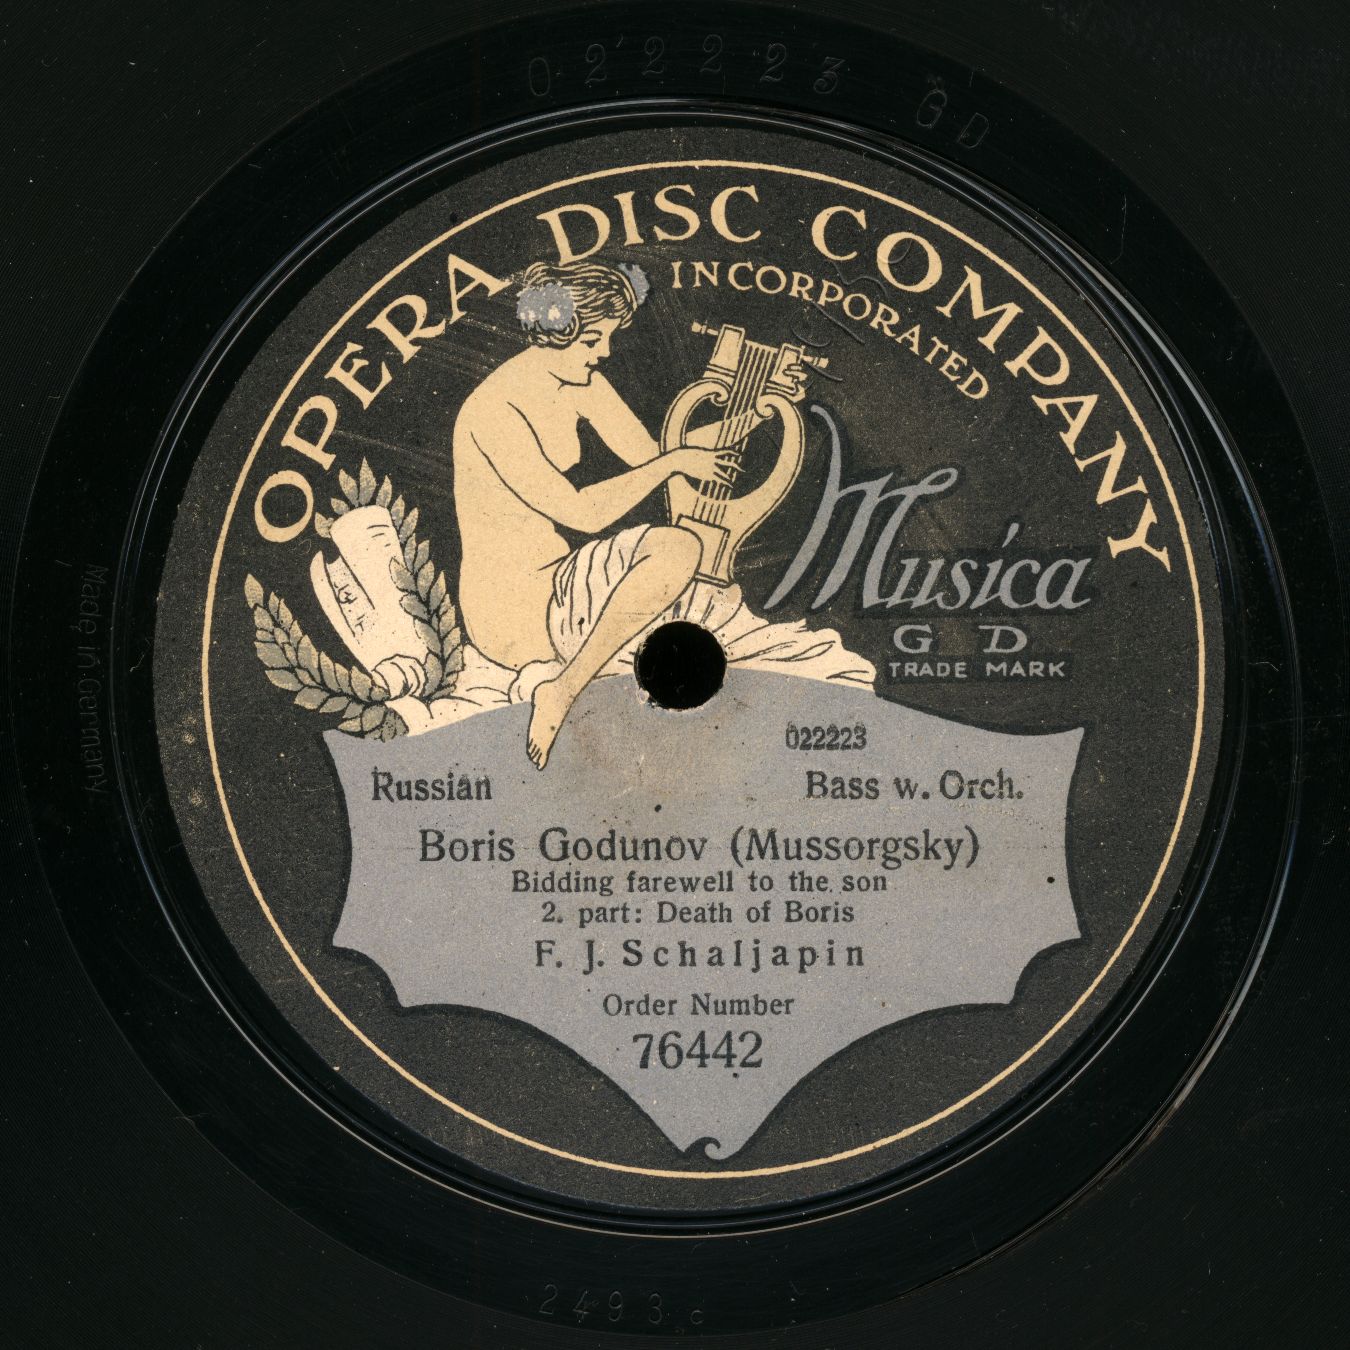 022223 GD
OPERA DISC COMPANY
INCORPORATED
Musica
G D
TRADE MARK
Made in Germany
022223
Russian Bass w. Orch.
Boris Godunov (Mussorgsky)
Bidding farewell to the son
2. part: Death of Boris
F. J. Schaljapin
Order Number
76442
2493c